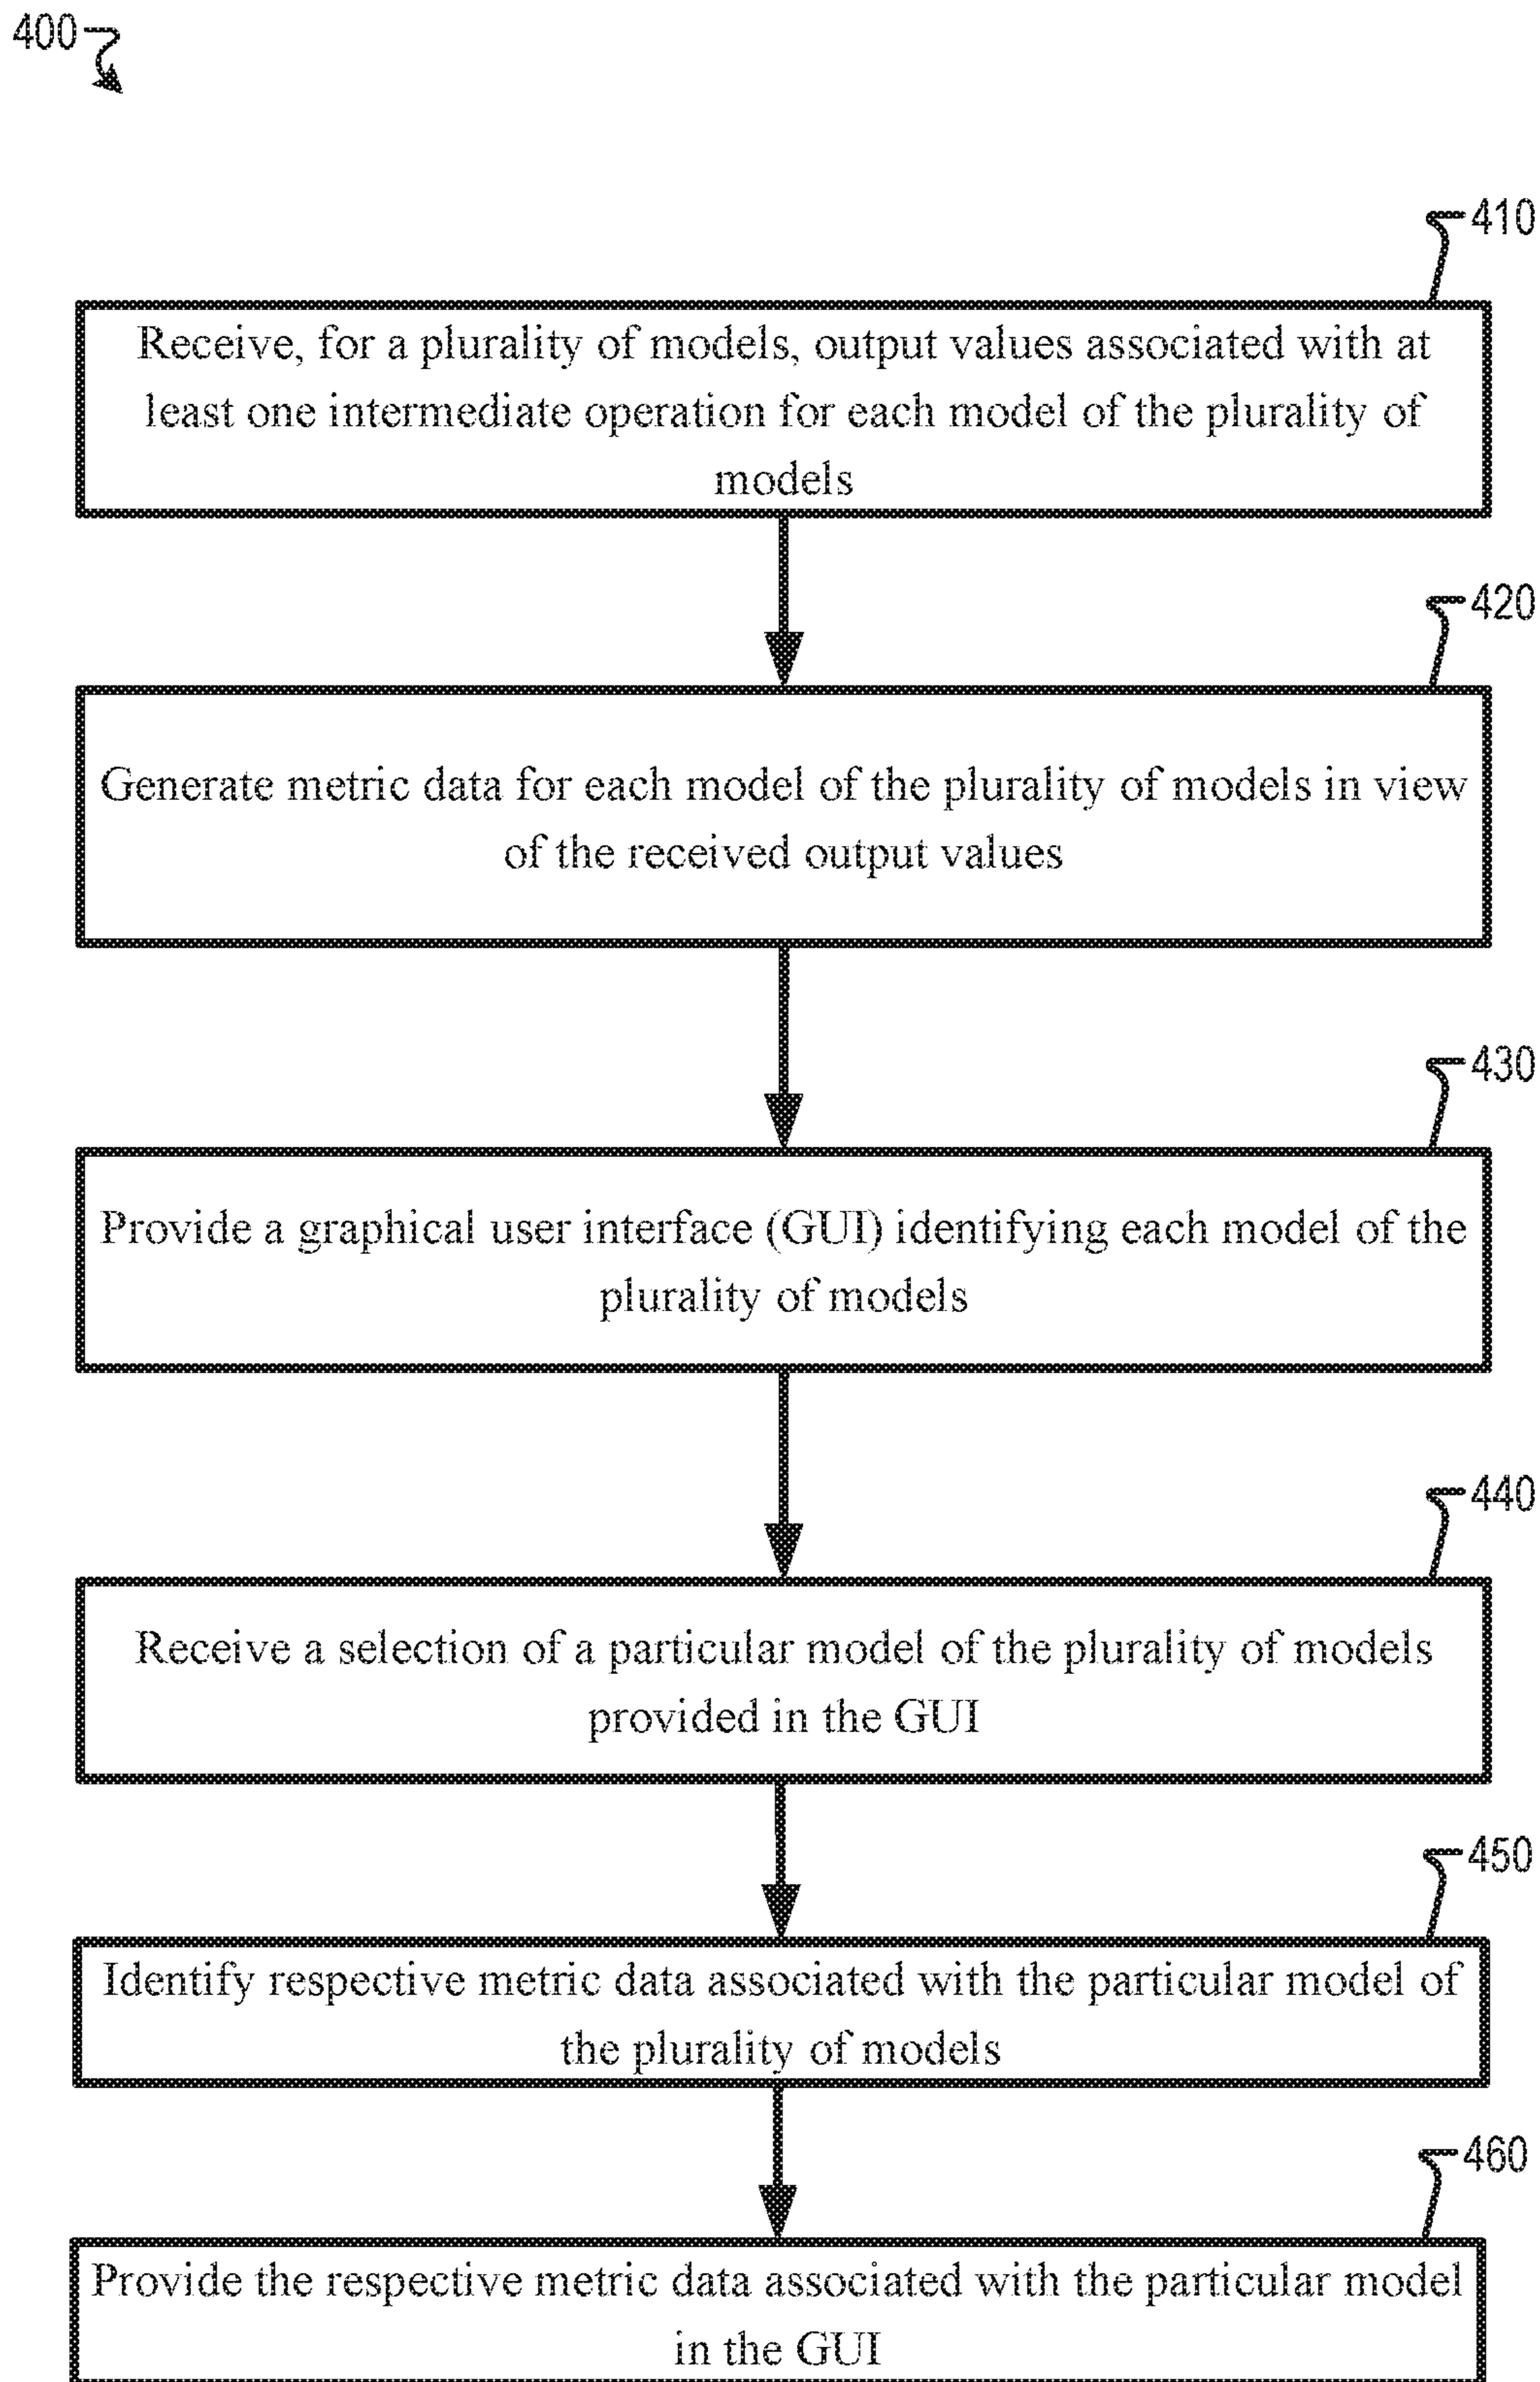 400
410
Receive, for a plurality of models, output values associated with at
least one intermediate operation for each model of the plurality of
models
420
Generate metric data for each model of the plurality of models in view
of the received output values
430
Provide a graphical user interface (GUI) identifying each model of the
plurality of models
440
Receive a selection of a particular model of the plurality of models
provided in the GUI
450
Identify respective metric data associated with the particular model of
the plurality of models
460
Provide the respective metric data associated with the particular model
in the GUI